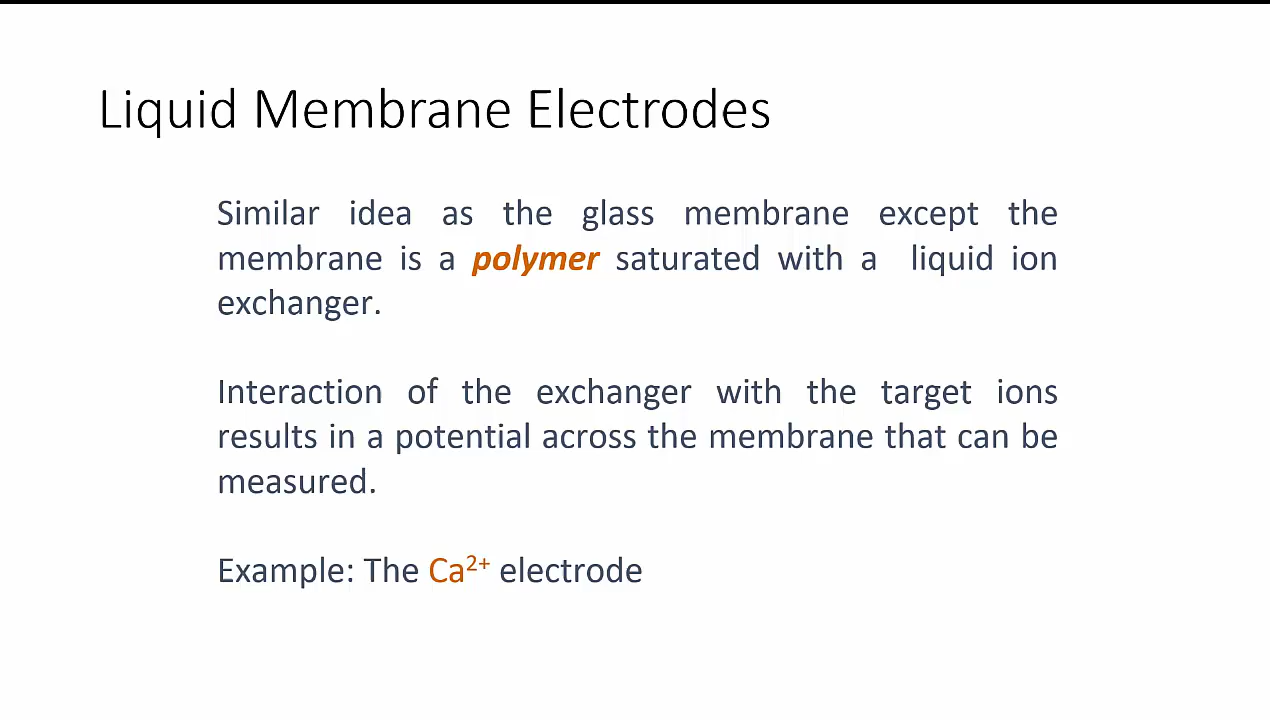 Liquid Membrane Electrodes
Similar idea as the glass membrane except the
membrane is a polymer saturated with a liquid ion
exchanger.
Interaction of the exchanger with the target ions
results in a potential across the membrane that can be
measured.
Example: The Ca²⁺ electrode